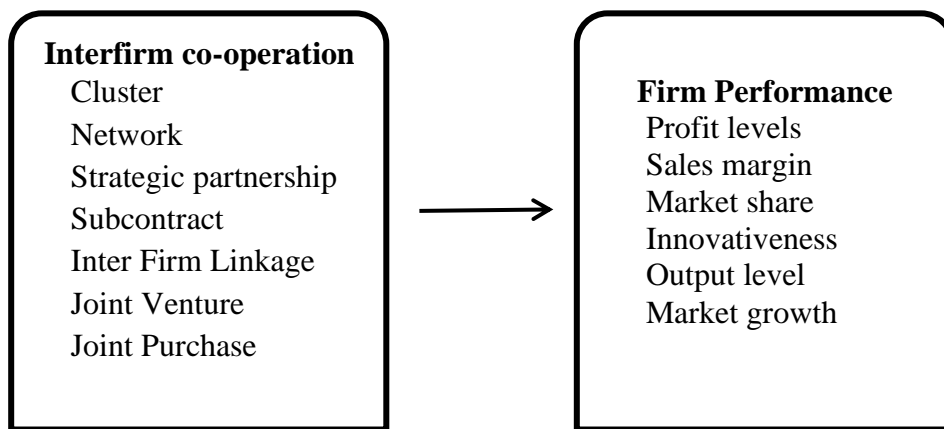 Interfirm co-operation
Cluster
Network
Strategic partnership
Subcontract
Inter Firm Linkage
Joint Venture
Joint Purchase
Firm Performance
Profit levels
Sales margin
Market share
Innovativeness
Output level
Market growth